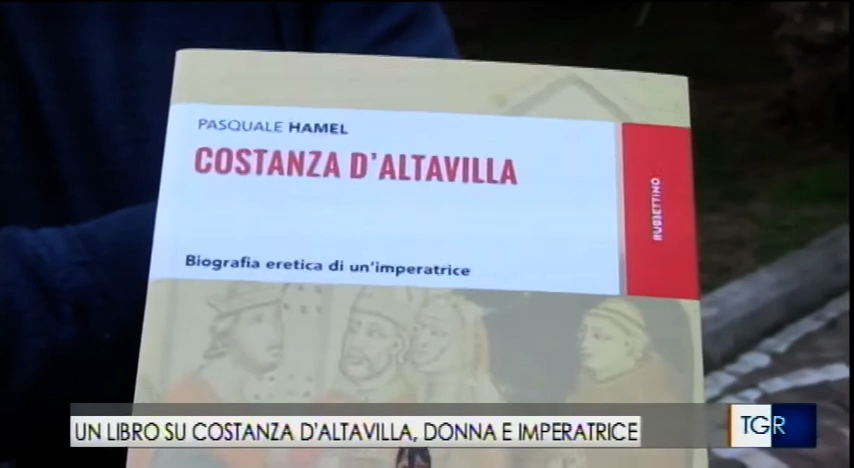 PASQUALE HAMEL
COSTANZA D'ALTAVILLA
RUBBETTINO
Biografia eretica di un'imperatrice
UN LIBRO SU COSTANZA D'ALTAVILLA, DONNA E IMPERATRICE
TGR